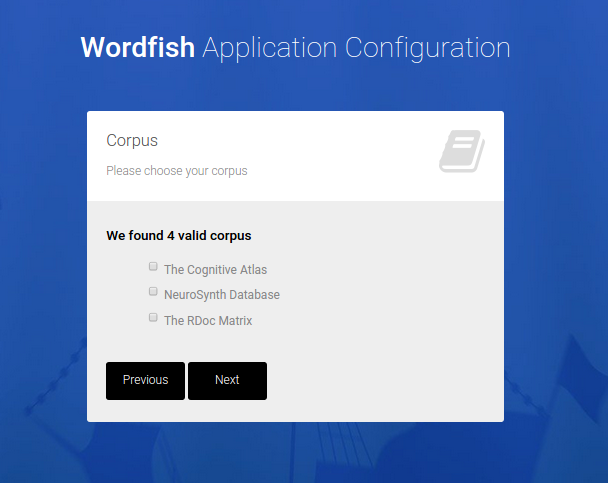 Wordfish Application Configuration
Corpus
Please choose your corpus
We found 4 valid corpus
The Cognitive Atlas
NeuroSynth Database
The RDoc Matrix
Previous Next